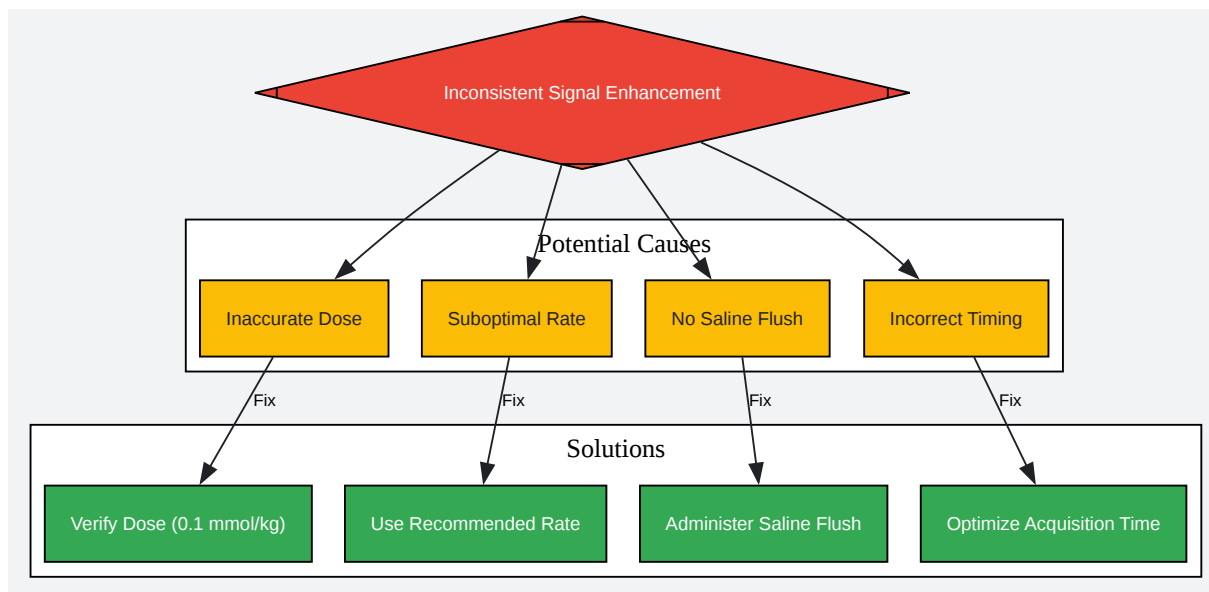 Inconsistent Signal Enhancement
Potential Causes
Inaccurate Dose
Suboptimal Rate
No Saline Flush
Incorrect Timing
Fix
Fix
Fix
Fix
Solutions
Verify Dose (0.1 mmol/kg)
Use Recommended Rate
Administer Saline Flush
Optimize Acquisition Time